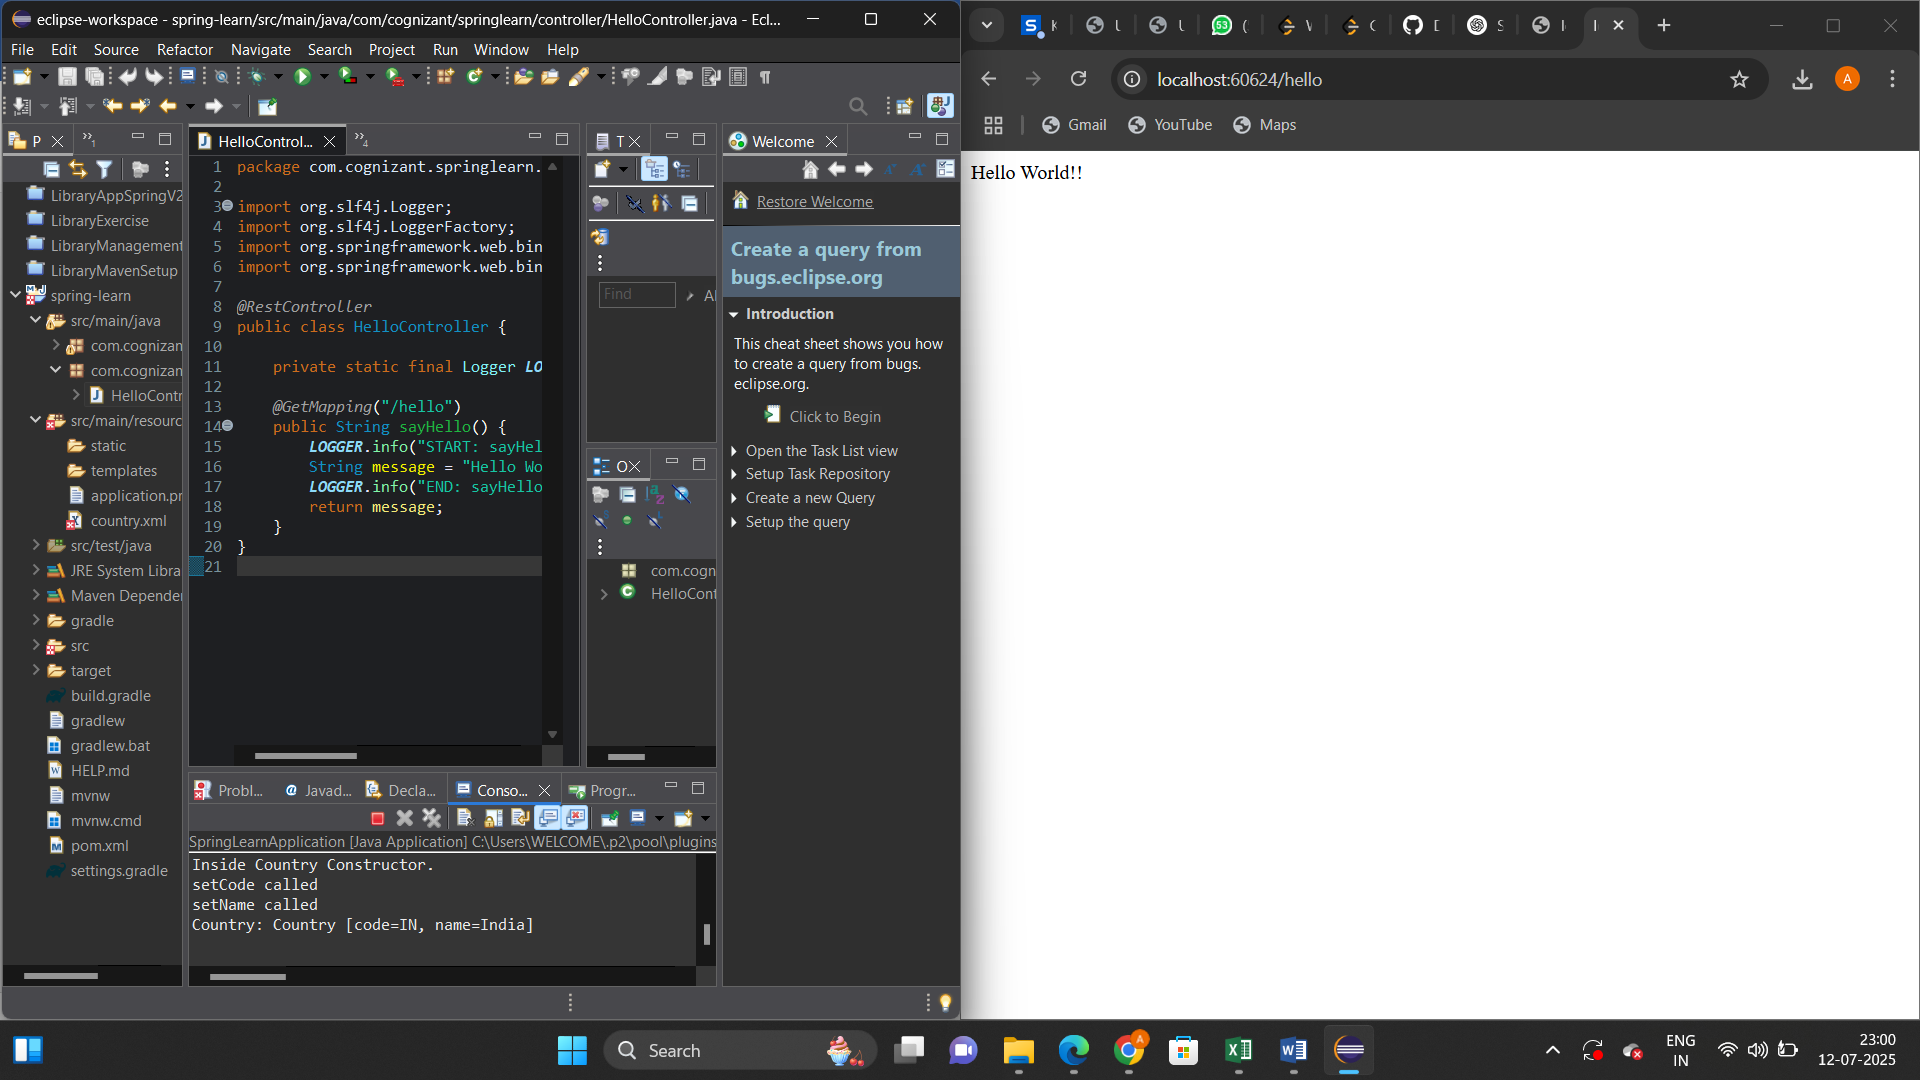 eclipse-workspace - spring-learn/src/main/java/com/cognizant/springlearn/controller/HelloController.java - Ecl...
File Edit Source Refactor Navigate Search Project Run Window Help
P
1
LibraryAppSpringV2
LibraryExercise
LibraryManagement
LibraryMavenSetup
spring-learn
src/main/java
com.cognizan
com.cognizan
HelloContr
src/main/resourc
static
templates
application.pr
country.xml
src/test/java
JRE System Libra
Maven Depender
gradle
src
target
build.gradle
gradlew
gradlew.bat
HELP.md
mvnw
mvnw.cmd
pom.xml
settings.gradle
HelloControl...
4
1 package com.cognizant.springlearn.
2
3 import org.slf4j.Logger;
4 import org.slf4j.LoggerFactory;
5 import org.springframework.web.bin
6 import org.springframework.web.bin
7
8 @RestController
9 public class HelloController {
10
11 private static final Logger LO
12
13 @GetMapping("/hello")
14 public String sayHello() {
15 LOGGER.info("START: sayHel
16 String message = "Hello Wo
17 LOGGER.info("END: sayHello
18 return message;
19 }
20 }
21
T
Find
Al
O
com.cogn
HelloCont
Welcome
Restore Welcome
Create a query from
bugs.eclipse.org
Introduction
This cheat sheet shows you how
to create a query from bugs.
eclipse.org.
Click to Begin
Open the Task List view
Setup Task Repository
Create a new Query
Setup the query
Probl...
Javad...
Decla...
Conso...
Progr...
SpringLearnApplication [Java Application] C:\Users\WELCOME\.p2\pool\plugins
Inside Country Constructor.
setCode called
setName called
Country: Country [code=IN, name=India]
localhost:60624/hello
A
Gmail
YouTube
Maps
Hello World!!
Search
ENG
IN
23:00
12-07-2025